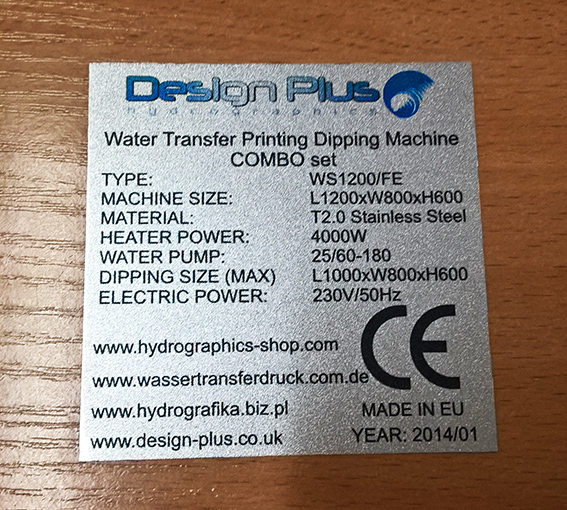 Design Plus
hydrographics
Water Transfer Printing Dipping Machine
COMBO set
TYPE: WS1200/FE
MACHINE SIZE: L1200xW800xH600
MATERIAL: T2.0 Stainless Steel
HEATER POWER: 4000W
WATER PUMP: 25/60-180
DIPPING SIZE (MAX) L1000xW800xH600
ELECTRIC POWER: 230V/50Hz
CE
www.hydrographics-shop.com
www.wassertransferdruck.com.de
www.hydrografika.biz.pl MADE IN EU
www.design-plus.co.uk YEAR: 2014/01